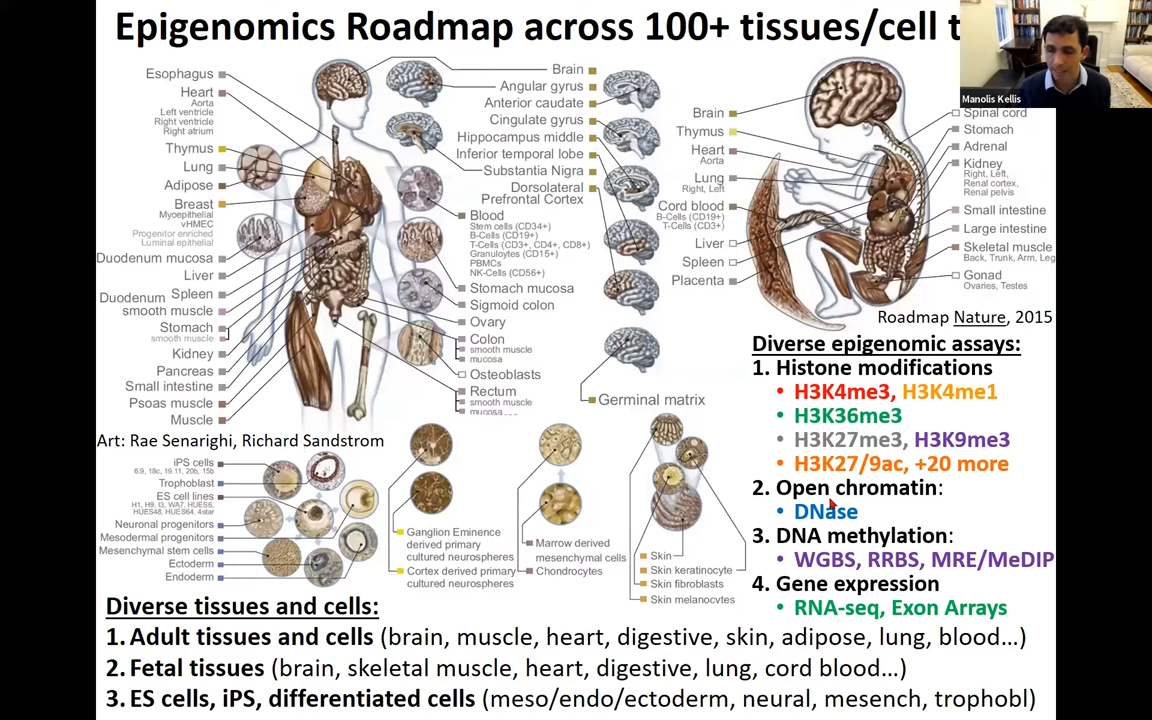 Epigenomics Roadmap across 100+ tissues/cell t
Manolis Kellis
Esophagus
Heart
Aorta
Left ventricle
Right ventricle
Right atrium
Thymus
Lung
Adipose
Breast
Myoepithelial
vHMEC
Progenitor enriched
Luminal epithelial
Duodenum mucosa
Liver
Spleen
Duodenum
smooth muscle
Stomach
smooth muscle
Kidney
Pancreas
Small intestine
Psoas muscle
Muscle
Brain
Angular gyrus
Anterior caudate
Cingulate gyrus
Hippocampus middle
Inferior temporal lobe
Substantia Nigra
Dorsolateral
Prefrontal Cortex
Blood
Stem cells (CD34+)
B-Cells (CD19+)
T-Cells (CD3+, CD4+, CD8+)
Granuloytes (CD15+)
PBMCs
NK-Cells (CD56+)
Stomach mucosa
Sigmoid colon
Ovary
Colon
smooth muscle
mucosa
Osteoblasts
Rectum
smooth muscle
mucosa
Germinal matrix
Brain
Thymus
Heart
Aorta
Lung
Right, Left
Cord blood
B-Cells (CD19+)
T-Cells (CD3+)
Liver
Spleen
Placenta
Spinal cord
Stomach
Adrenal
Kidney
Right, Left,
Renal cortex,
Renal pelvis
Small intestine
Large intestine
Skeletal muscle
Back, Trunk, Arm, Leg
Gonad
Ovaries, Testes
Roadmap Nature, 2015
Art: Rae Senarighi, Richard Sandstrom
iPS cells
6.9, 18c, 19.11, 20b, 15b
Trophoblast
ES cell lines
H1, H9, I3, WA7, HUES6,
HUES48, HUES64, 4star
Neuronal progenitors
Mesodermal progenitors
Mesenchymal stem cells
Ectoderm
Endoderm
Ganglion Eminence
derived primary
cultured neurospheres
Cortex derived primary
cultured neurospheres
Marrow derived
mesenchymal cells
Chondrocytes
Skin
Skin keratinocyte
Skin fibroblasts
Skin melanocytes
Diverse epigenomic assays:
1. Histone modifications
• H3K4me3, H3K4me1
• H3K36me3
• H3K27me3, H3K9me3
• H3K27/9ac, +20 more
2. Open chromatin:
• DNase
3. DNA methylation:
• WGBS, RRBS, MRE/MeDIP
4. Gene expression
• RNA-seq, Exon Arrays
Diverse tissues and cells:
1. Adult tissues and cells (brain, muscle, heart, digestive, skin, adipose, lung, blood…)
2. Fetal tissues (brain, skeletal muscle, heart, digestive, lung, cord blood…)
3. ES cells, iPS, differentiated cells (meso/endo/ectoderm, neural, mesench, trophobl)